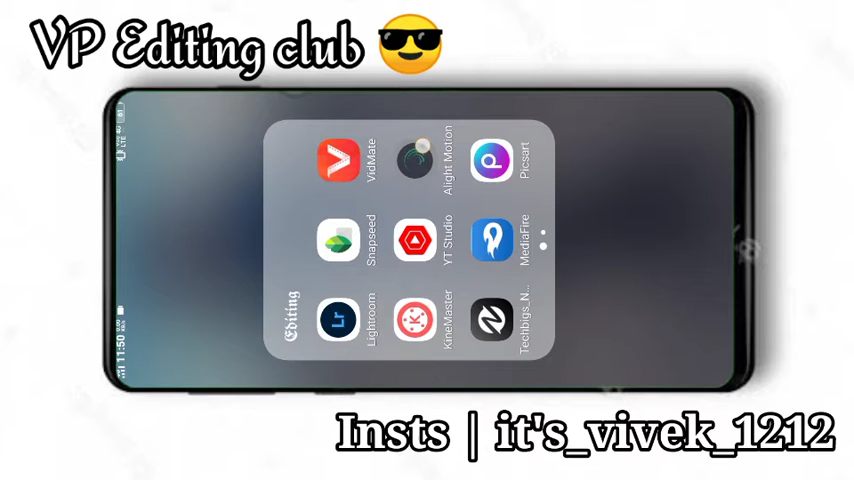 VP Editing club 😎
11:50
Editing
Lightroom
Snapseed
VidMate
KineMaster
YT Studio
Alight Motion
Techbigs_N...
MediaFire
Picsart
Insts | it's_vivek_1212